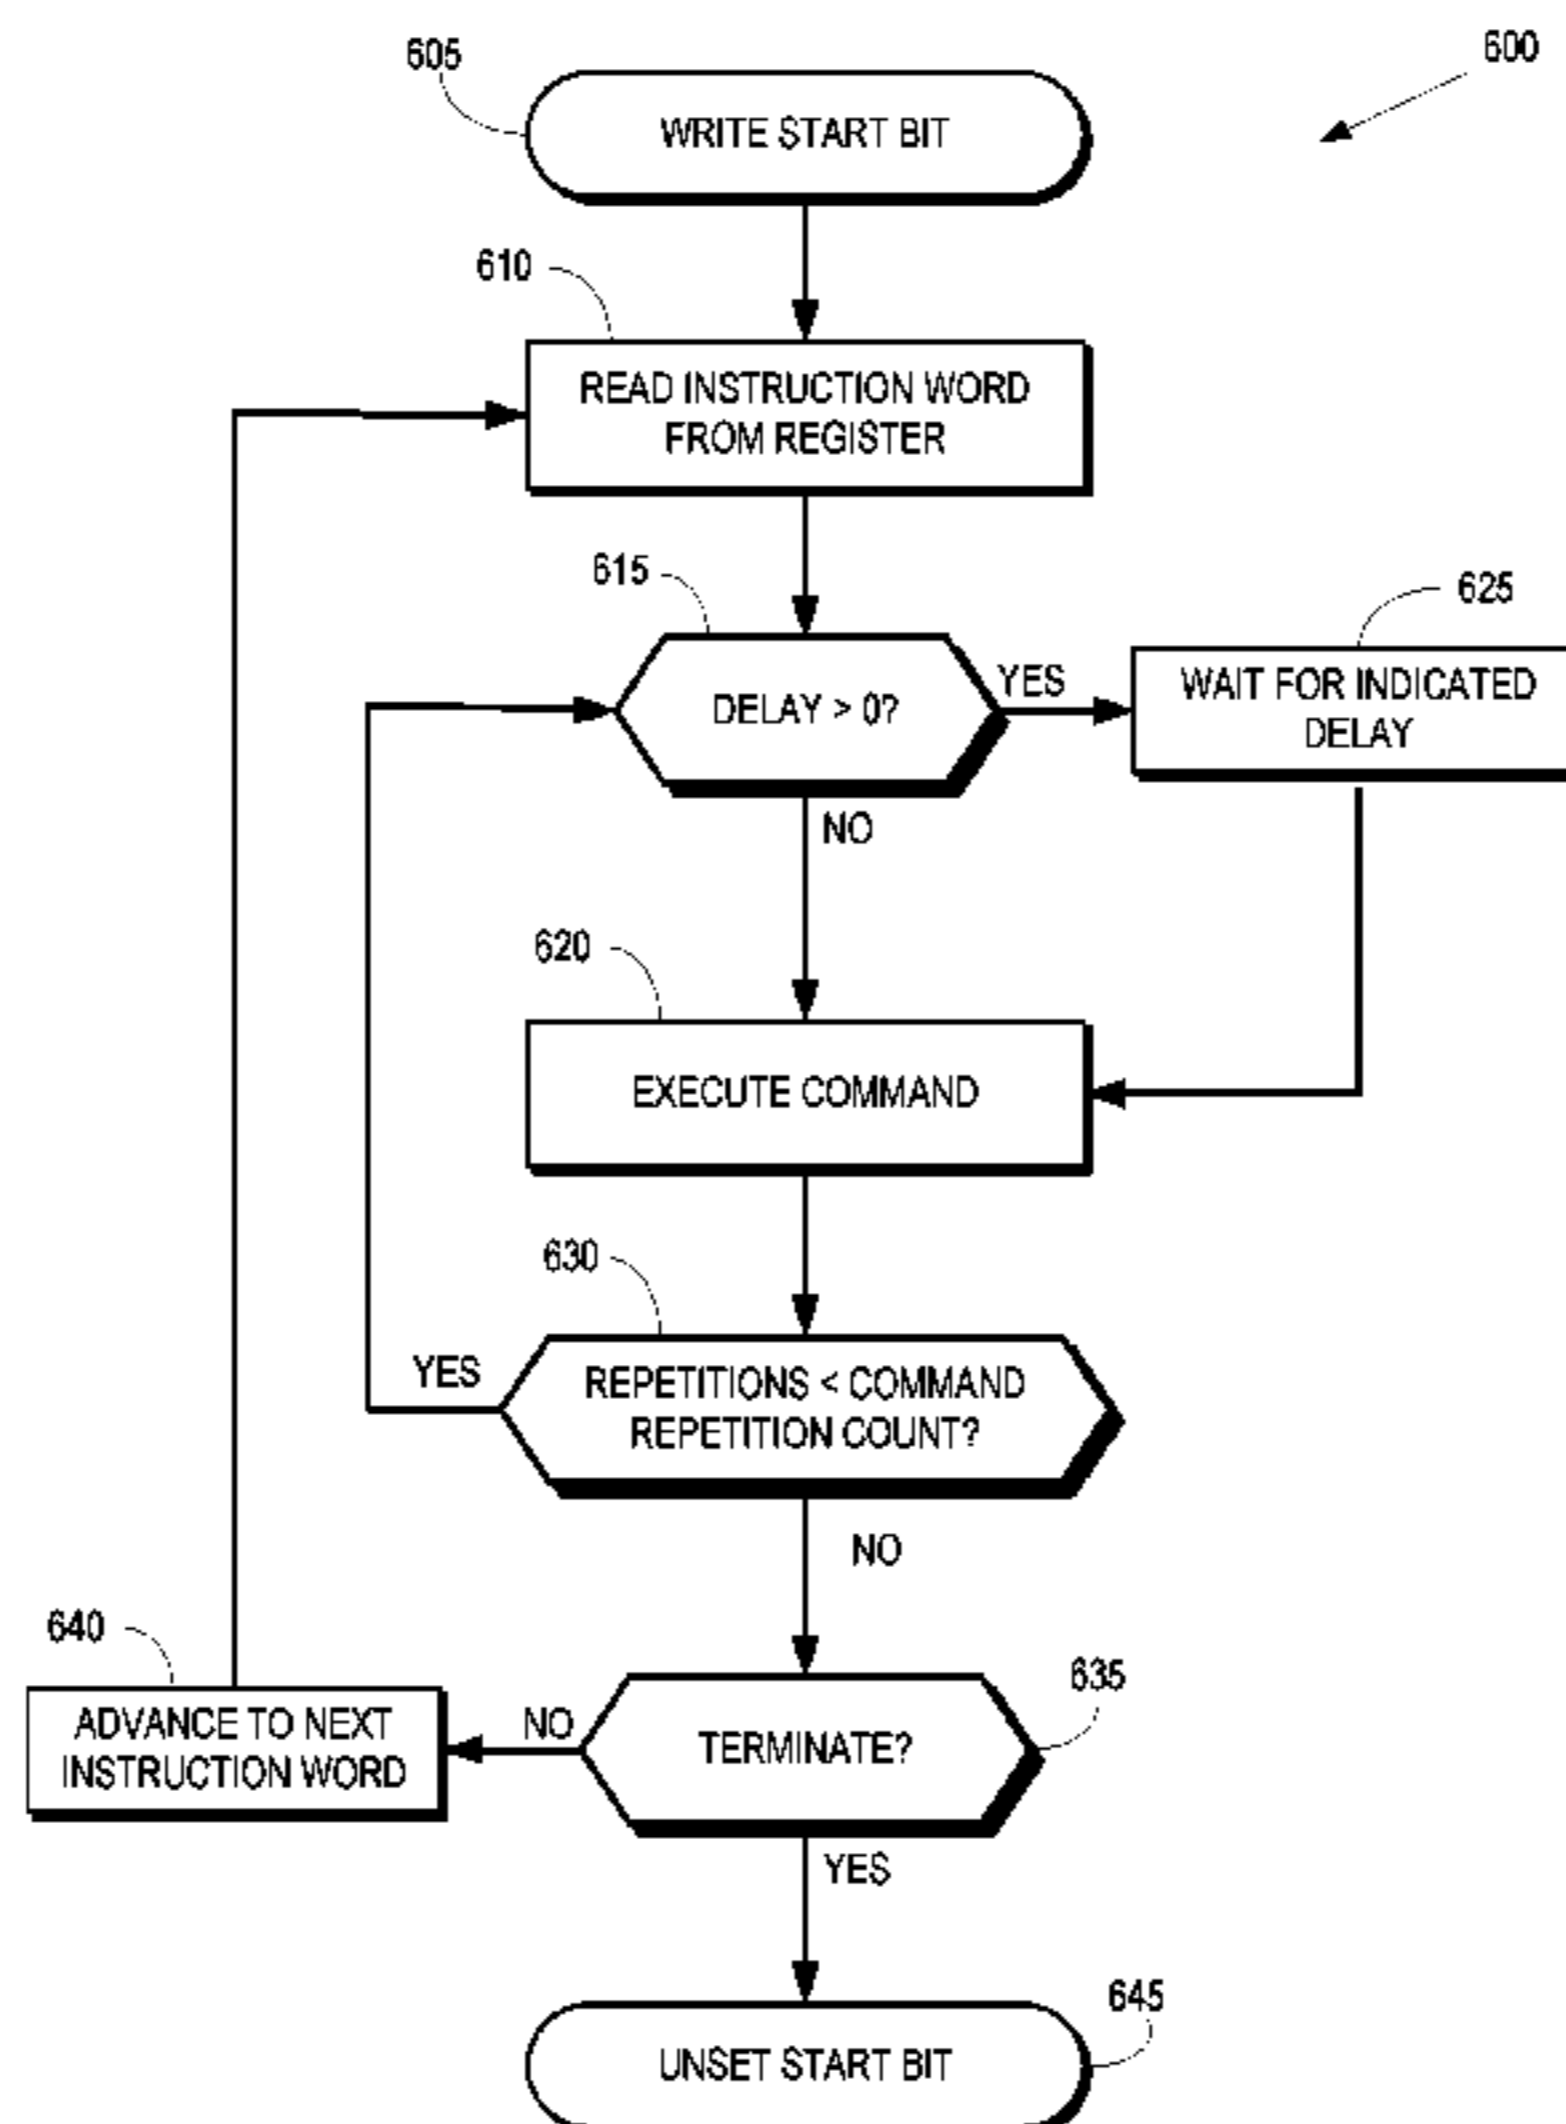 605
600
WRITE START BIT
610
READ INSTRUCTION WORD
FROM REGISTER
615
625
DELAY > 0?
YES
WAIT FOR INDICATED
DELAY
NO
620
EXECUTE COMMAND
630
YES
REPETITIONS < COMMAND
REPETITION COUNT?
NO
640
635
ADVANCE TO NEXT
INSTRUCTION WORD
NO
TERMINATE?
YES
645
UNSET START BIT